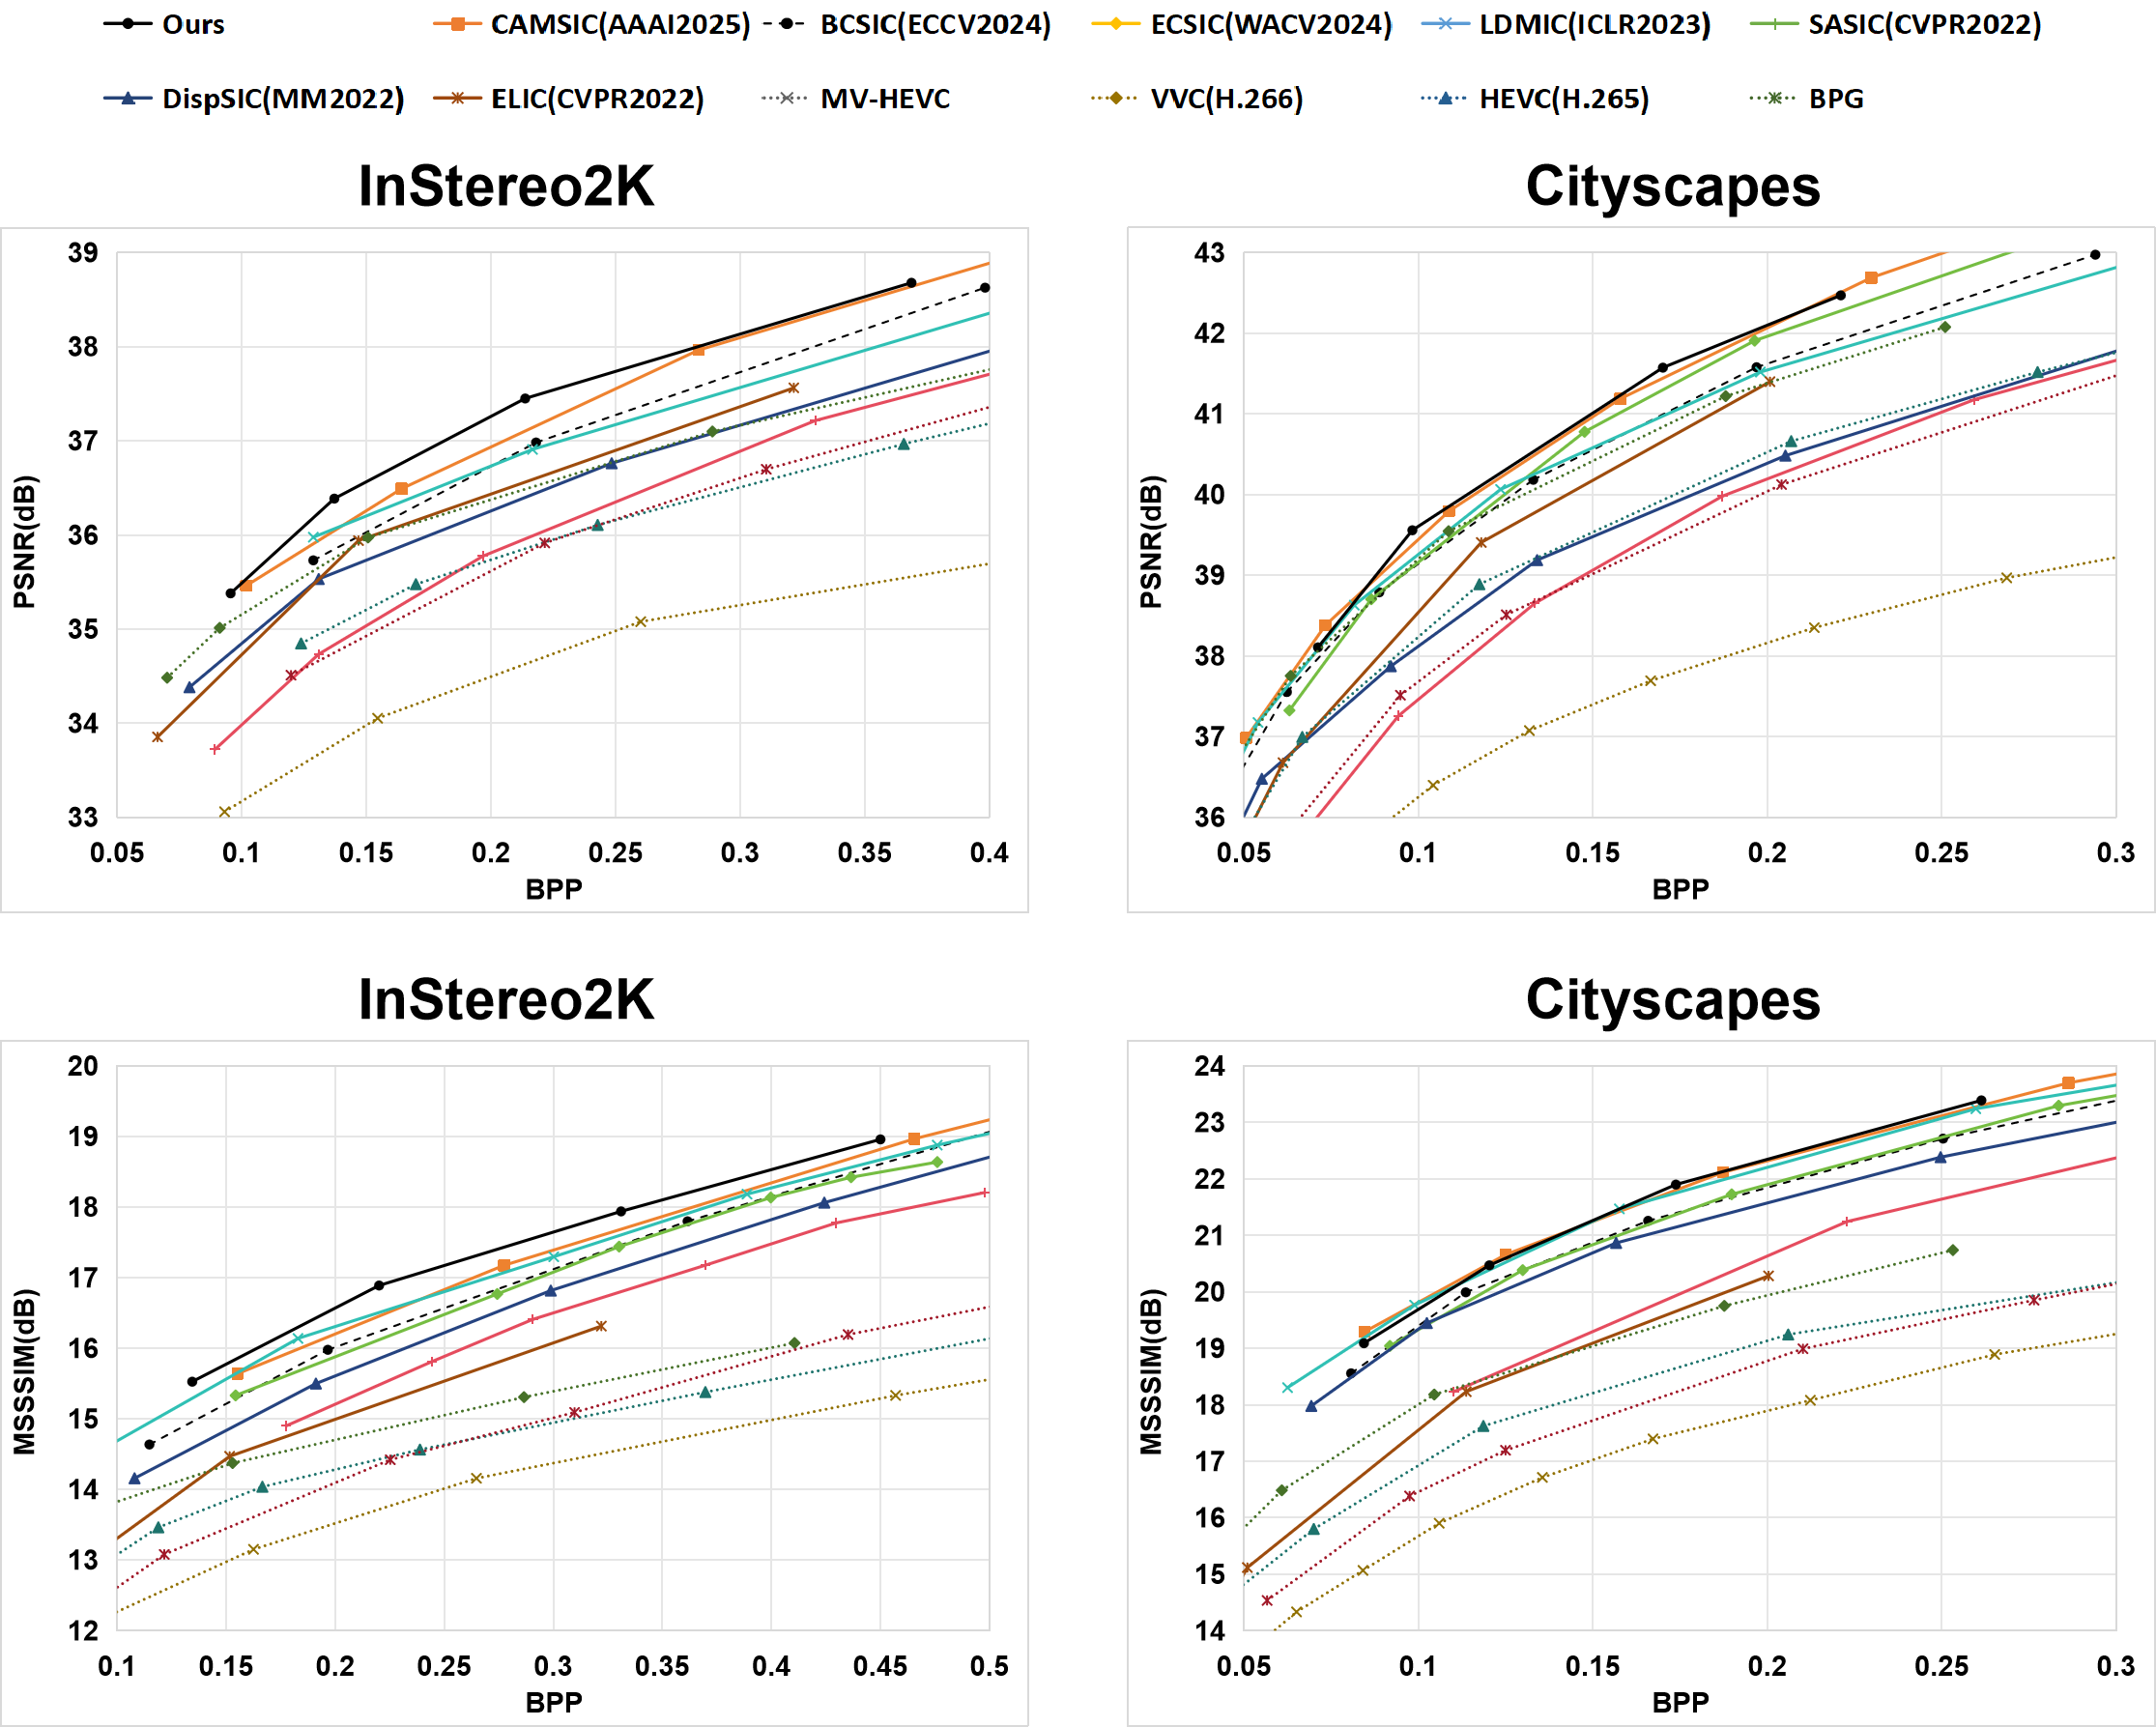 Ours CAMSIC(AAAI2025) BCSIC(ECCV2024) ECSIC(WACV2024) LDMIC(ICLR2023) SASIC(CVPR2022)
DispSIC(MM2022) ELIC(CVPR2022) MV-HEVC VVC(H.266) HEVC(H.265) BPG
InStereo2K
39
38
37
36
35
34
33
PSNR(dB)
0.05 0.1 0.15 0.2 0.25 0.3 0.35 0.4
BPP
Cityscapes
43
42
41
40
39
38
37
36
PSNR(dB)
0.05 0.1 0.15 0.2 0.25 0.3
BPP
InStereo2K
20
19
18
17
16
15
14
13
12
MSSSIM(dB)
0.1 0.15 0.2 0.25 0.3 0.35 0.4 0.45 0.5
BPP
Cityscapes
24
23
22
21
20
19
18
17
16
15
14
MSSSIM(dB)
0.05 0.1 0.15 0.2 0.25 0.3
BPP